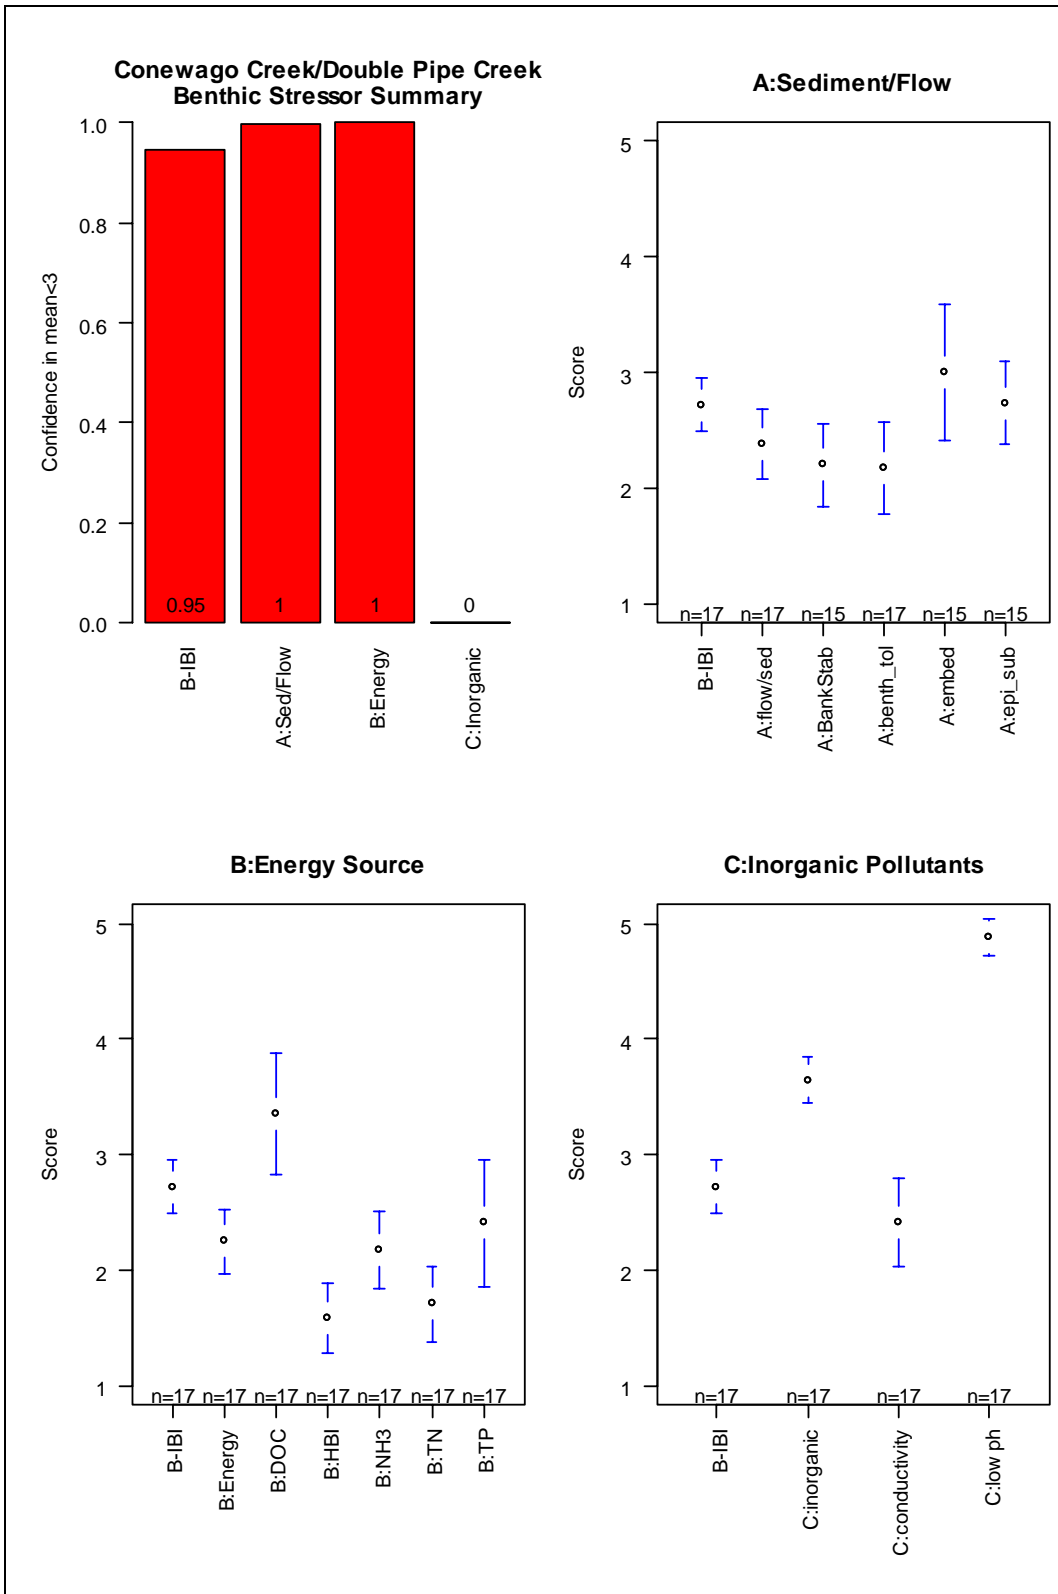 Conewago Creek/Double Pipe Creek
Benthic Stressor Summary
Confidence in mean<3
1.0
0.8
0.6
0.4
0.2
0.0
0.95 1 1 0
B-IBI A:Sed/Flow B:Energy C:Inorganic
A:Sediment/Flow
Score
5
4
3
2
1
n=17 n=17 n=15 n=17 n=15 n=15
B-IBI A:flow/sed A:BankStab A:benth_tol A:embed A:epi_sub
B:Energy Source
Score
5
4
3
2
1
n=17 n=17 n=17 n=17 n=17 n=17 n=17
B-IBI B:Energy B:DOC B:HBI B:NH3 B:TN B:TP
C:Inorganic Pollutants
Score
5
4
3
2
1
n=17 n=17 n=17 n=17
B-IBI C:inorganic C:conductivity C:low ph